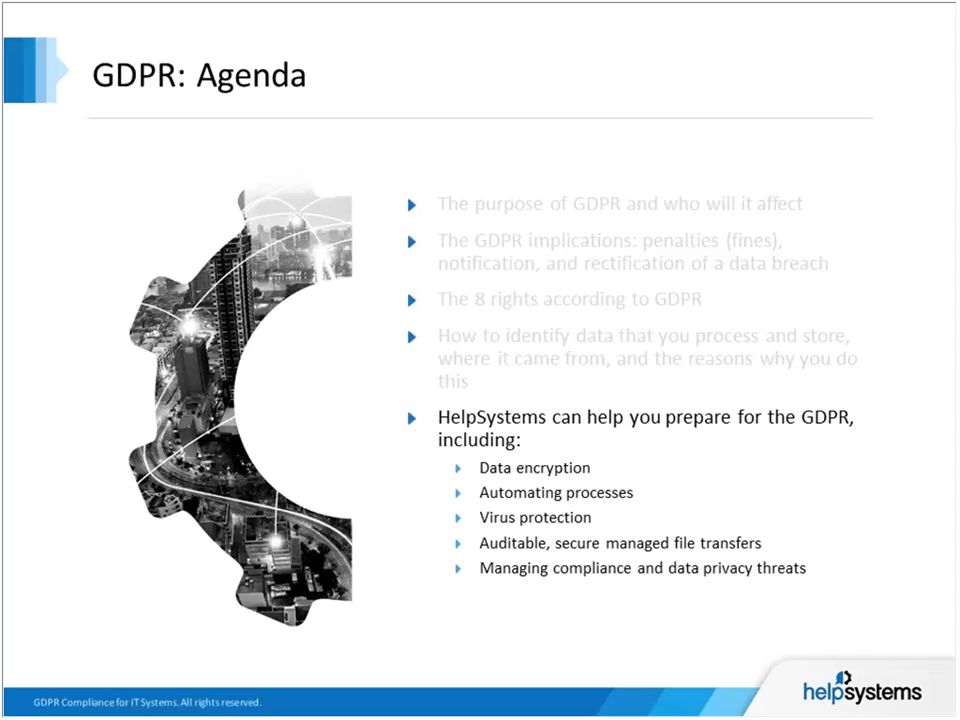 GDPR: Agenda
The purpose of GDPR and who will it affect
The GDPR implications: penalties (fines),
notification, and rectification of a data breach
The 8 rights according to GDPR
How to identify data that you process and store,
where it came from, and the reasons why you do
this
HelpSystems can help you prepare for the GDPR,
including:
Data encryption
Automating processes
Virus protection
Auditable, secure managed file transfers
Managing compliance and data privacy threats
GDPR Compliance for IT Systems. All rights reserved.
helpsystems